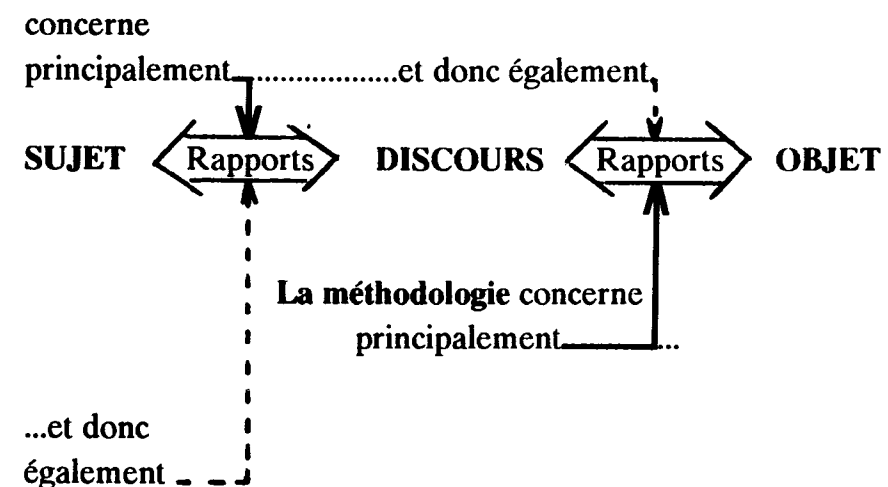 concerne
principalement...................et donc également
SUJET Rapports DISCOURS Rapports OBJET
La méthodologie concerne
principalement...
...et donc
également